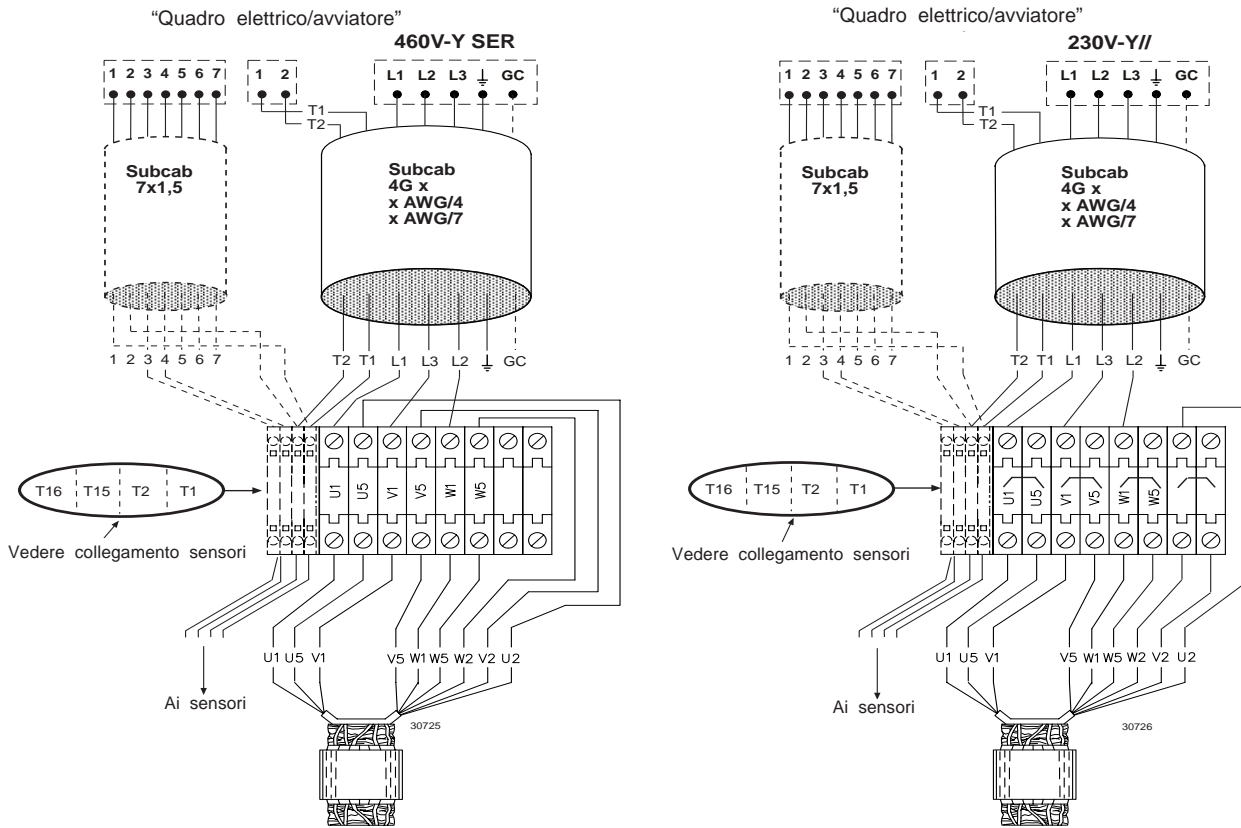 “Quadro elettrico/avviatore”
460V-Y SER
1 2 3 4 5 6 7
1 2
L1 L2 L3 GC
T1
T2
Subcab
7x1,5
Subcab
4G x
x AWG/4
x AWG/7
1 2 3 4 5 6 7
T2 T1 L1 L3 L2 GC
U1 U5 V1 V5 W1 W5
T16 T15 T2 T1
Vedere collegamento sensori
U1 U5 V1 V5 W1 W5 W2 V2 U2
Ai sensori
30725
“Quadro elettrico/avviatore”
230V-Y//
1 2 3 4 5 6 7
1 2
L1 L2 L3 GC
T1
T2
Subcab
7x1,5
Subcab
4G x
x AWG/4
x AWG/7
1 2 3 4 5 6 7
T2 T1 L1 L3 L2 GC
U1 U5 V1 V5 W1 W5
T16 T15 T2 T1
Vedere collegamento sensori
U1 U5 V1 V5 W1 W5 W2 V2 U2
Ai sensori
30726